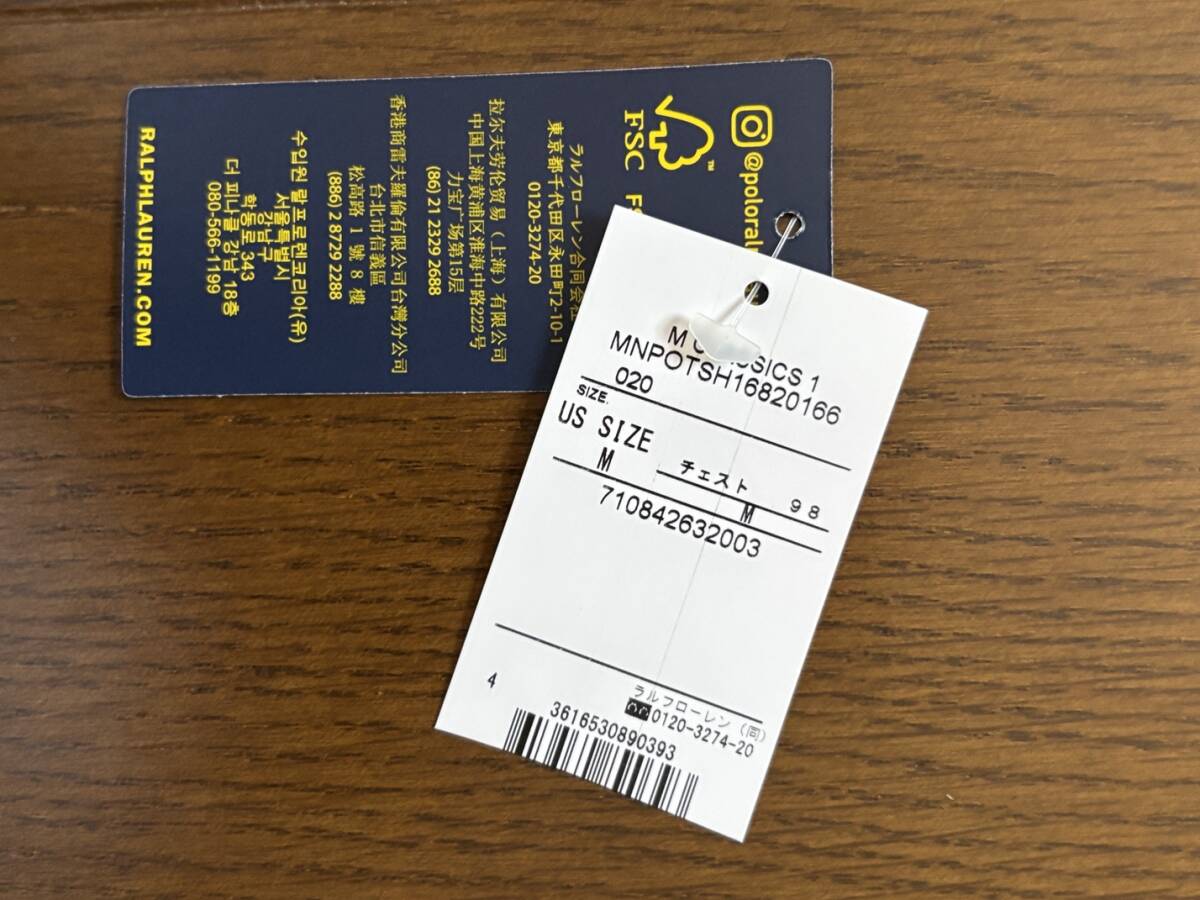 @polora
FSC™
ラルフローレン合同会社
東京都千代田区永田町2-10-1
0120-3274-20
拉尔夫劳伦贸易（上海）有限公司
中国上海黄浦区淮海中路222号
力宝广场第15层
(86) 21 2329 2688
香港商雷夫羅倫有限公司台灣分公司
台北市信義區
松高路 1 號 8 樓
(886) 2 8729 2288
수입원 랄프로렌코리아(유)
서울특별시
강남구
학동로 343
더 피나클 강남 18층
080-566-1199
RALPHLAUREN.COM
M SICS 1
MNPOTSH16820166
020
SIZE.
US SIZE
M
チェスト 98
M
710842632003
4
ラルフローレン（同）
0120-3274-20
3616530890393